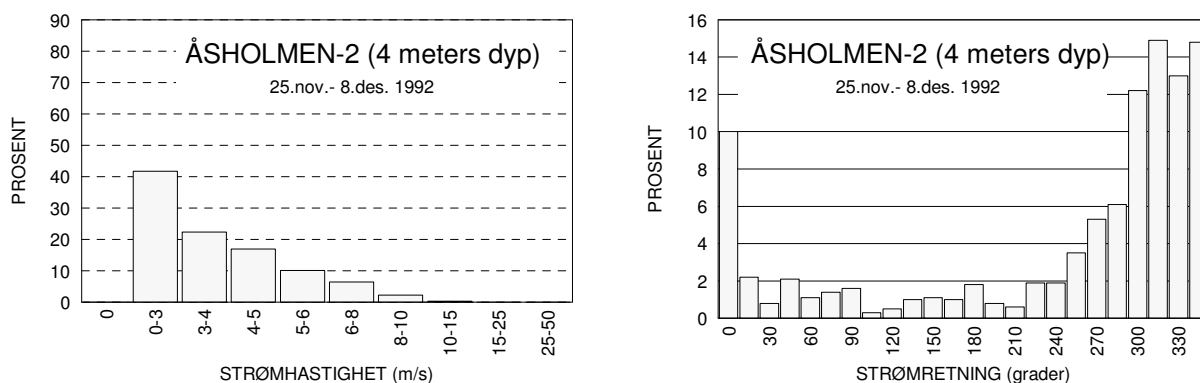 ÅSHOLMEN-2 (4 meters dyp)
25.nov.- 8.des. 1992
PROSENT
90
80
70
60
50
40
30
20
10
0
0 0-3 3-4 4-5 5-6 6-8 8-10 10-15 15-25 25-50
STRØMHASTIGHET (m/s)
ÅSHOLMEN-2 (4 meters dyp)
25.nov.- 8.des. 1992
PROSENT
16
14
12
10
8
6
4
2
0
0 30 60 90 120 150 180 210 240 270 300 330
STRØMRETNING (grader)